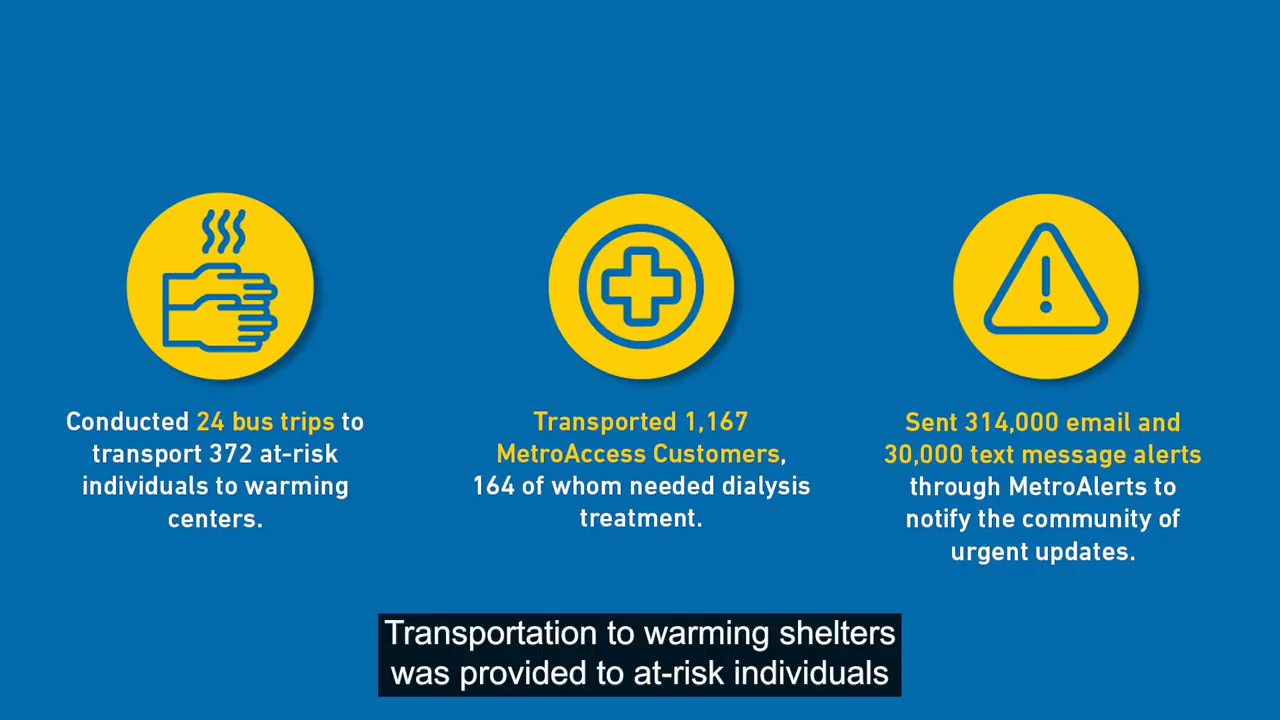 Conducted 24 bus trips to
transport 372 at-risk
individuals to warming
centers.
Transported 1,167
MetroAccess Customers,
164 of whom needed dialysis
treatment.
Sent 314,000 email and
30,000 text message alerts
through MetroAlerts to
notify the community of
urgent updates.
Transportation to warming shelters
was provided to at-risk individuals